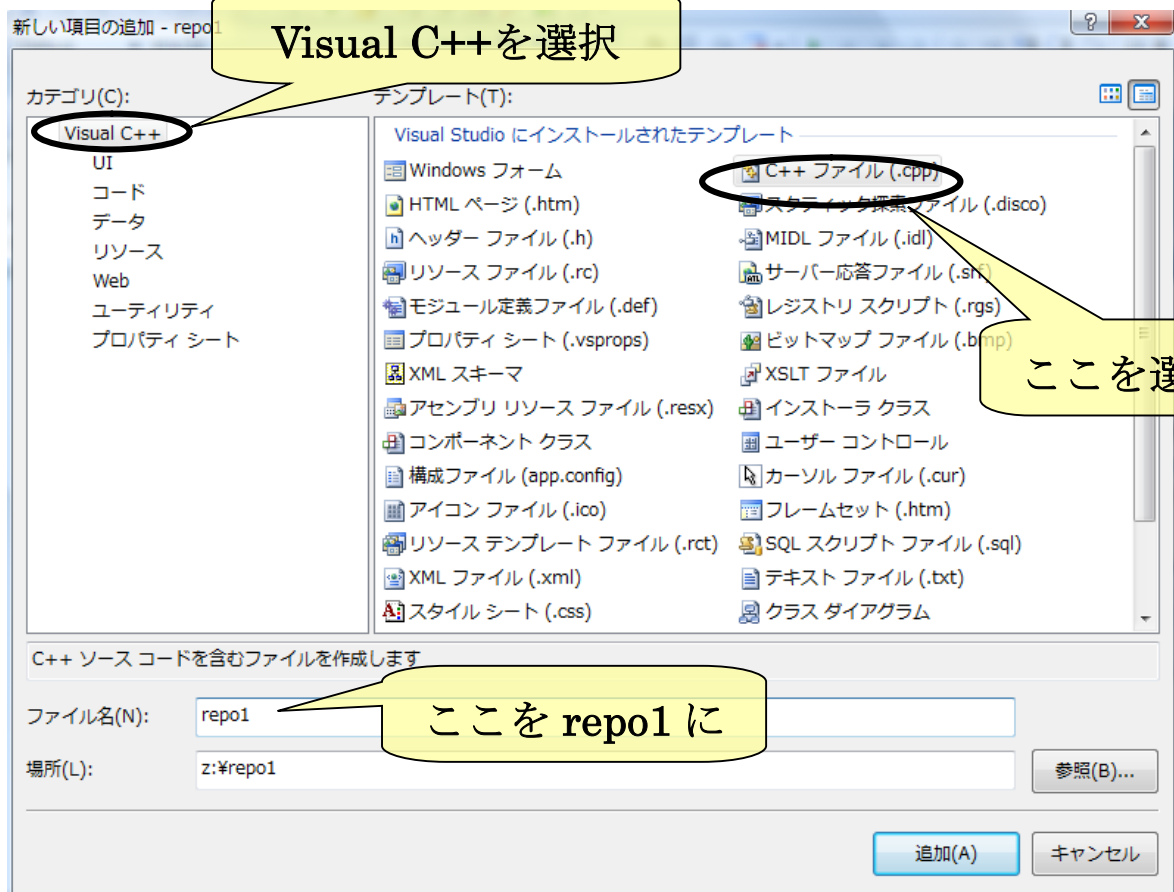 新しい項目の追加 - repo1
Visual C++を選択
カテゴリ(C):
テンプレート(T):
Visual C++
UI
コード
データ
リソース
Web
ユーティリティ
プロパティ シート
Visual Studio にインストールされたテンプレート
Windows フォーム
C++ ファイル (.cpp)
HTML ページ (.htm)
スタティック探索ファイル (.disco)
ヘッダー ファイル (.h)
MIDL ファイル (.idl)
リソース ファイル (.rc)
サーバー応答ファイル (.srf)
モジュール定義ファイル (.def)
レジストリ スクリプト (.rgs)
プロパティ シート (.vsprops)
ビットマップ ファイル (.bmp)
XML スキーマ
XSLT ファイル
ここを選
アセンブリ リソース ファイル (.resx)
インストーラ クラス
コンポーネント クラス
ユーザー コントロール
構成ファイル (app.config)
カーソル ファイル (.cur)
アイコン ファイル (.ico)
フレームセット (.htm)
リソース テンプレート ファイル (.rct)
SQL スクリプト ファイル (.sql)
XML ファイル (.xml)
テキスト ファイル (.txt)
スタイル シート (.css)
クラス ダイアグラム
C++ ソース コードを含むファイルを作成します
ファイル名(N):
repo1
ここを repo1 に
場所(L):
z:¥repo1
参照(B)...
追加(A)
キャンセル